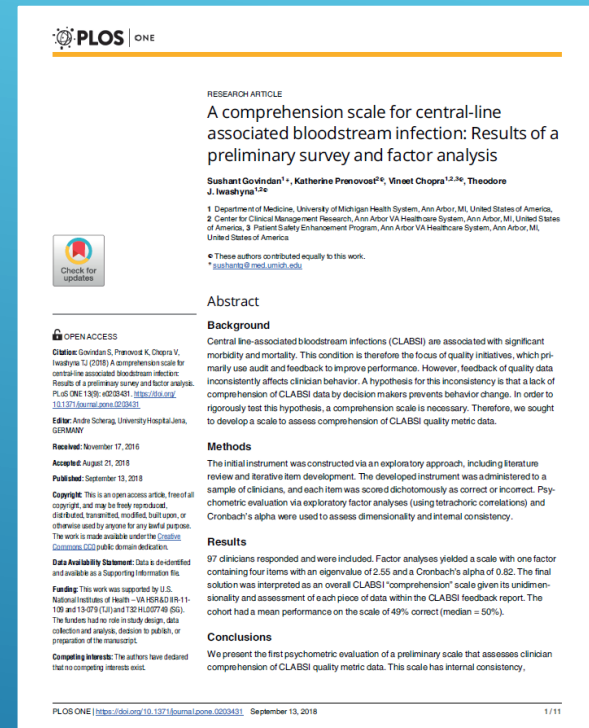 PLOS ONE
RESEARCH ARTICLE
A comprehension scale for central-line
associated bloodstream infection: Results of a
preliminary survey and factor analysis
Sushant Govindan1*, Katherine Prenovost2☯, Vineet Chopra1,2,3☯, Theodore
J. Iwashyna1,2☯
1 Department of Medicine, University of Michigan Health System, Ann Arbor, MI, United States of America,
2 Center for Clinical Management Research, Ann Arbor VA Healthcare System, Ann Arbor, MI, United States
of America, 3 Patient Safety Enhancement Program, Ann Arbor VA Healthcare System, Ann Arbor, MI,
United States of America
☯ These authors contributed equally to this work.
* sushantg@med.umich.edu
Check for
updates
Abstract
Background
Central line-associated bloodstream infections (CLABSI) are associated with significant
morbidity and mortality. This condition is therefore the focus of quality initiatives, which pri-
marily use audit and feedback to improve performance. However, feedback of quality data
inconsistently affects clinician behavior. A hypothesis for this inconsistency is that a lack of
comprehension of CLABSI data by decision makers prevents behavior change. In order to
rigorously test this hypothesis, a comprehension scale is necessary. Therefore, we sought
to develop a scale to assess comprehension of CLABSI quality metric data.
Methods
The initial instrument was constructed via an exploratory approach, including literature
review and iterative item development. The developed instrument was administered to a
sample of clinicians, and each item was scored dichotomously as correct or incorrect. Psy-
chometric evaluation via exploratory factor analyses (using tetrachoric correlations) and
Cronbach's alpha were used to assess dimensionality and internal consistency.
Results
97 clinicians responded and were included. Factor analyses yielded a scale with one factor
containing four items with an eigenvalue of 2.55 and a Cronbach's alpha of 0.82. The final
solution was interpreted as an overall CLABSI "comprehension" scale given its unidimen-
sionality and assessment of each piece of data within the CLABSI feedback report. The
cohort had a mean performance on the scale of 49% correct (median = 50%).
Conclusions
We present the first psychometric evaluation of a preliminary scale that assesses clinician
comprehension of CLABSI quality metric data. This scale has internal consistency,
OPEN ACCESS
Citation: Govindan S, Prenovost K, Chopra V,
Iwashyna TJ (2018) A comprehension scale for
central-line associated bloodstream infection:
Results of a preliminary survey and factor analysis.
PLoS ONE 13(9): e0203431. https://doi.org/
10.1371/journal.pone.0203431
Editor: Andre Scherag, University Hospital Jena,
GERMANY
Received: November 17, 2016
Accepted: August 21, 2018
Published: September 13, 2018
Copyright: This is an open access article, free of all
copyright, and may be freely reproduced,
distributed, transmitted, modified, built upon, or
otherwise used by anyone for any lawful purpose.
The work is made available under the Creative
Commons CC0 public domain dedication.
Data Availability Statement: Data is de-identified
and available as a Supporting Information file.
Funding: This work was supported by U.S.
National Institutes of Health – VA HSR&D IIR-11-
109 and 13-079 (TJI) and T32 HL007749 (SG).
The funders had no role in study design, data
collection and analysis, decision to publish, or
preparation of the manuscript.
Competing interests: The authors have declared
that no competing interests exist.
PLOS ONE | https://doi.org/10.1371/journal.pone.0203431 September 13, 2018 1 / 11